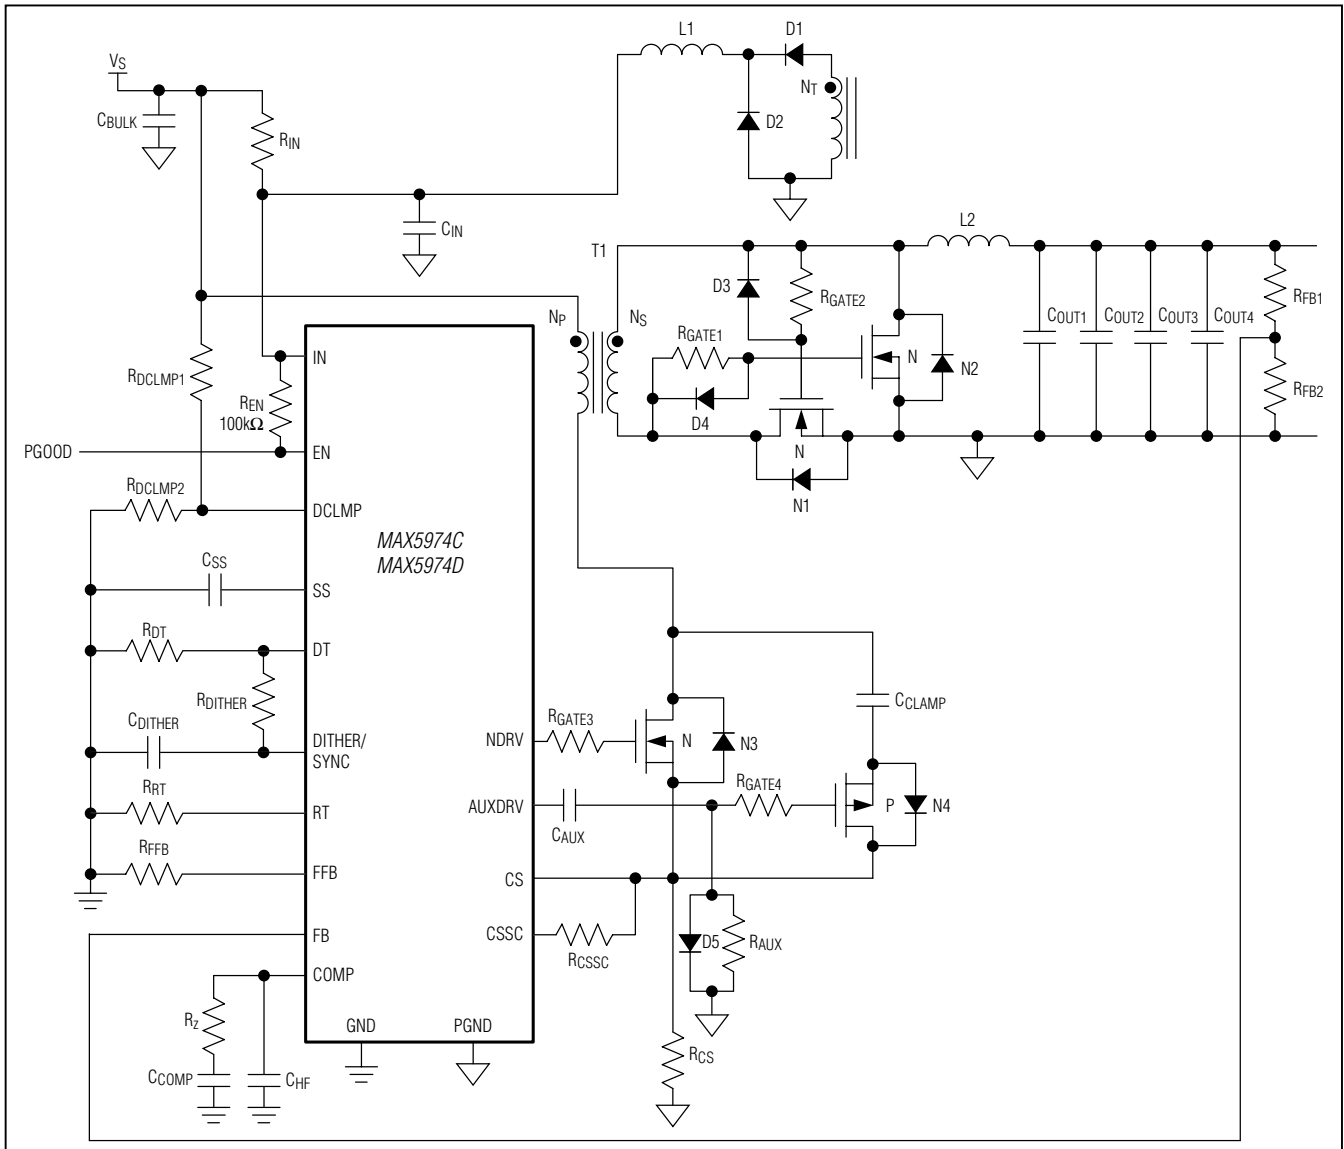 L1
D1
VS
NT
CBULK
RIN
D2
CIN
L2
T1
D3
RGATE2
NP
NS
RGATE1
COUT1
COUT2
COUT3
COUT4
RFB1
IN
N
N2
RDCLMP1
REN
100kΩ
D4
RFB2
PGOOD
EN
N
N1
RDCLMP2
DCLMP
MAX5974C
MAX5974D
CSS
SS
RDT
DT
RDITHER
CCLAMP
CDITHER
DITHER/
SYNC
NDRV
RGATE3
N
N3
RGATE4
RRT
RT
AUXDRV
CAUX
P
N4
RFFB
FFB
CS
FB
CSSC
RCSSC
D5
RAUX
COMP
RZ
GND
PGND
RCS
CCOMP
CHF